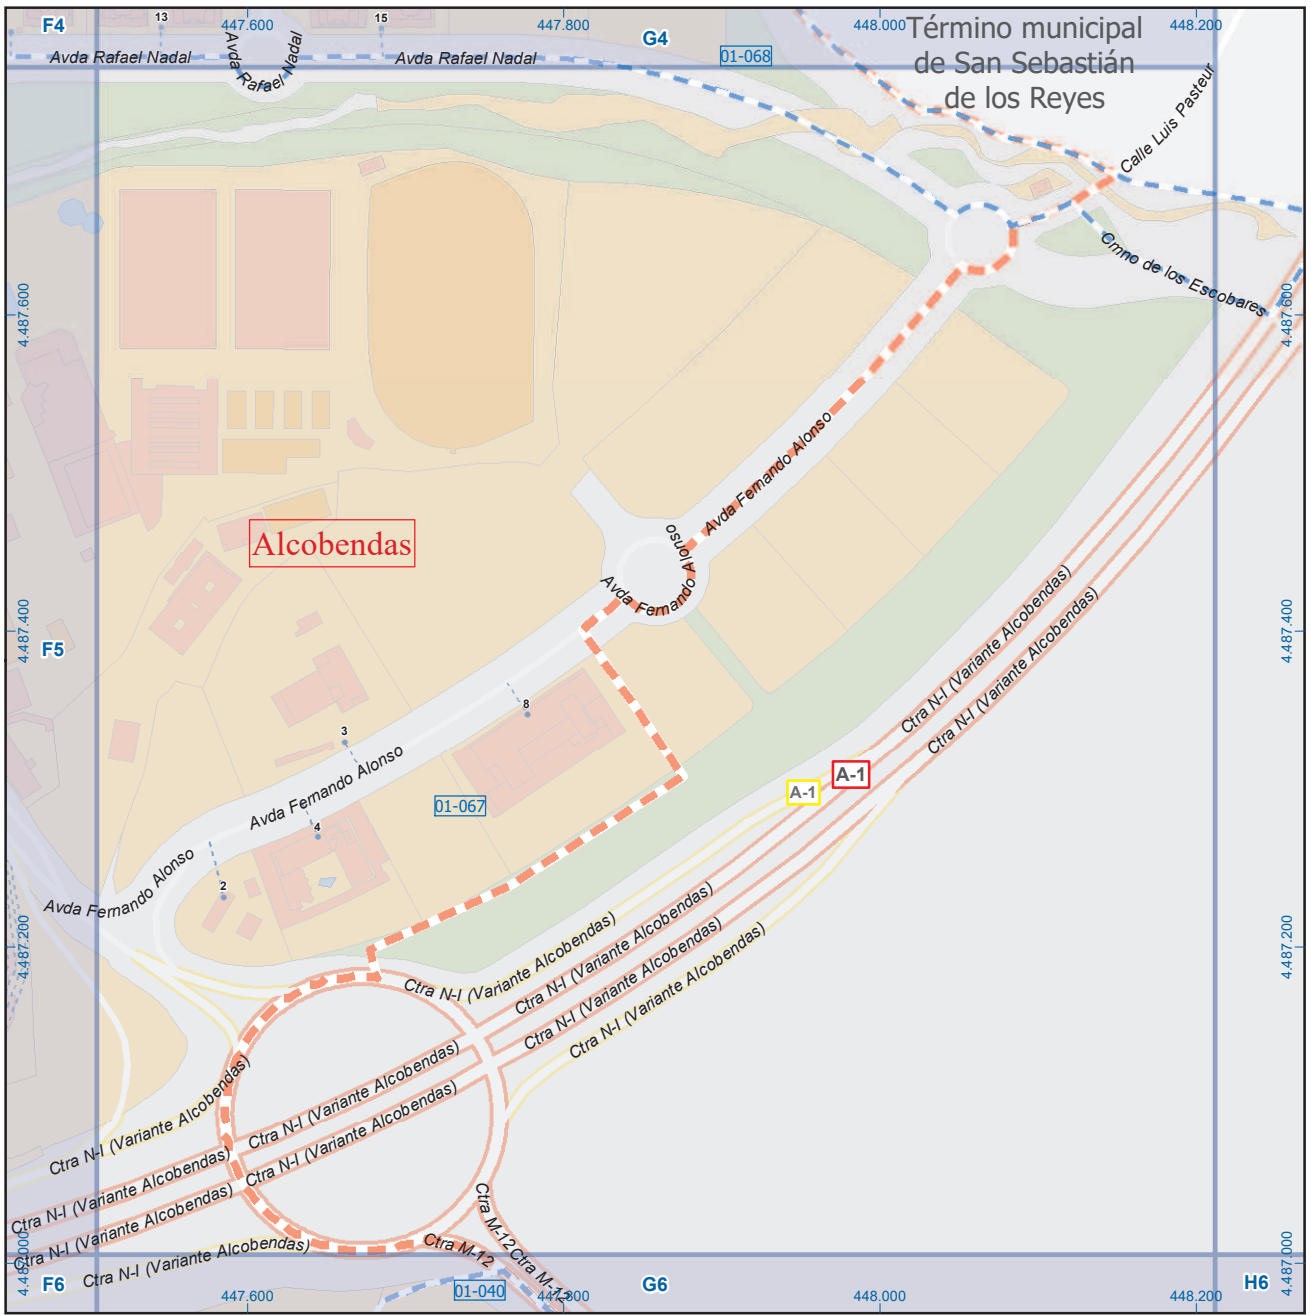 F4
13
447.600
15
447.800
G4
01-068
448.000
448.200
Término municipal
de San Sebastián
de los Reyes
Avda Rafael Nadal
Avda Rafael Nadal
Avda Rafael Nadal
Calle Luis Pasteur
Cmno de los Escobares
4.487.600
4.487.600
Avda Fernando Alonso
Alcobendas
Avda Fernando Alonso
4.487.400
4.487.400
F5
Ctra N-I (Variante Alcobendas)
Ctra N-I (Variante Alcobendas)
8
3
Avda Fernando Alonso
A-1
A-1
01-067
4
2
Avda Fernando Alonso
4.487.200
4.487.200
Ctra N-I (Variante Alcobendas)
Ctra N-I (Variante Alcobendas)
Ctra N-I (Variante Alcobendas)
Ctra N-I (Variante Alcobendas)
Ctra N-I (Variante Alcobendas)
Ctra N-I (Variante Alcobendas)
Ctra N-I (Variante Alcobendas)
Ctra N-I (Variante Alcobendas)
Ctra N-I (Variante Alcobendas)
Ctra N-I (Variante Alcobendas)
Ctra M-12
Ctra M-12
Ctra M-12
4.487.000
4.487.000
F6
01-040
G6
H6
447.600
447.800
448.000
448.200